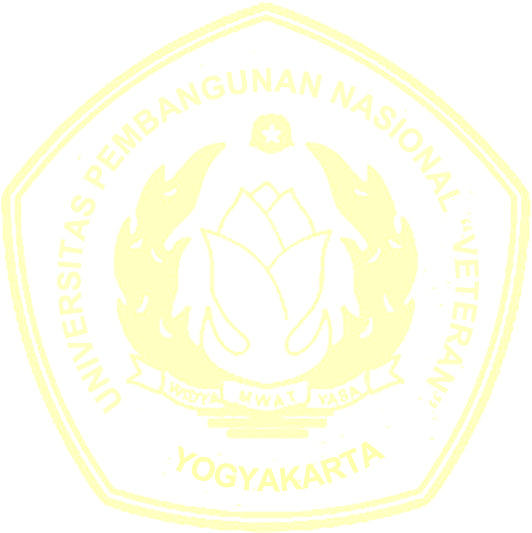 UNIVERSITAS PEMBANGUNAN NASIONAL "VETERAN"
WIDYA MWAT YASA
YOGYAKARTA